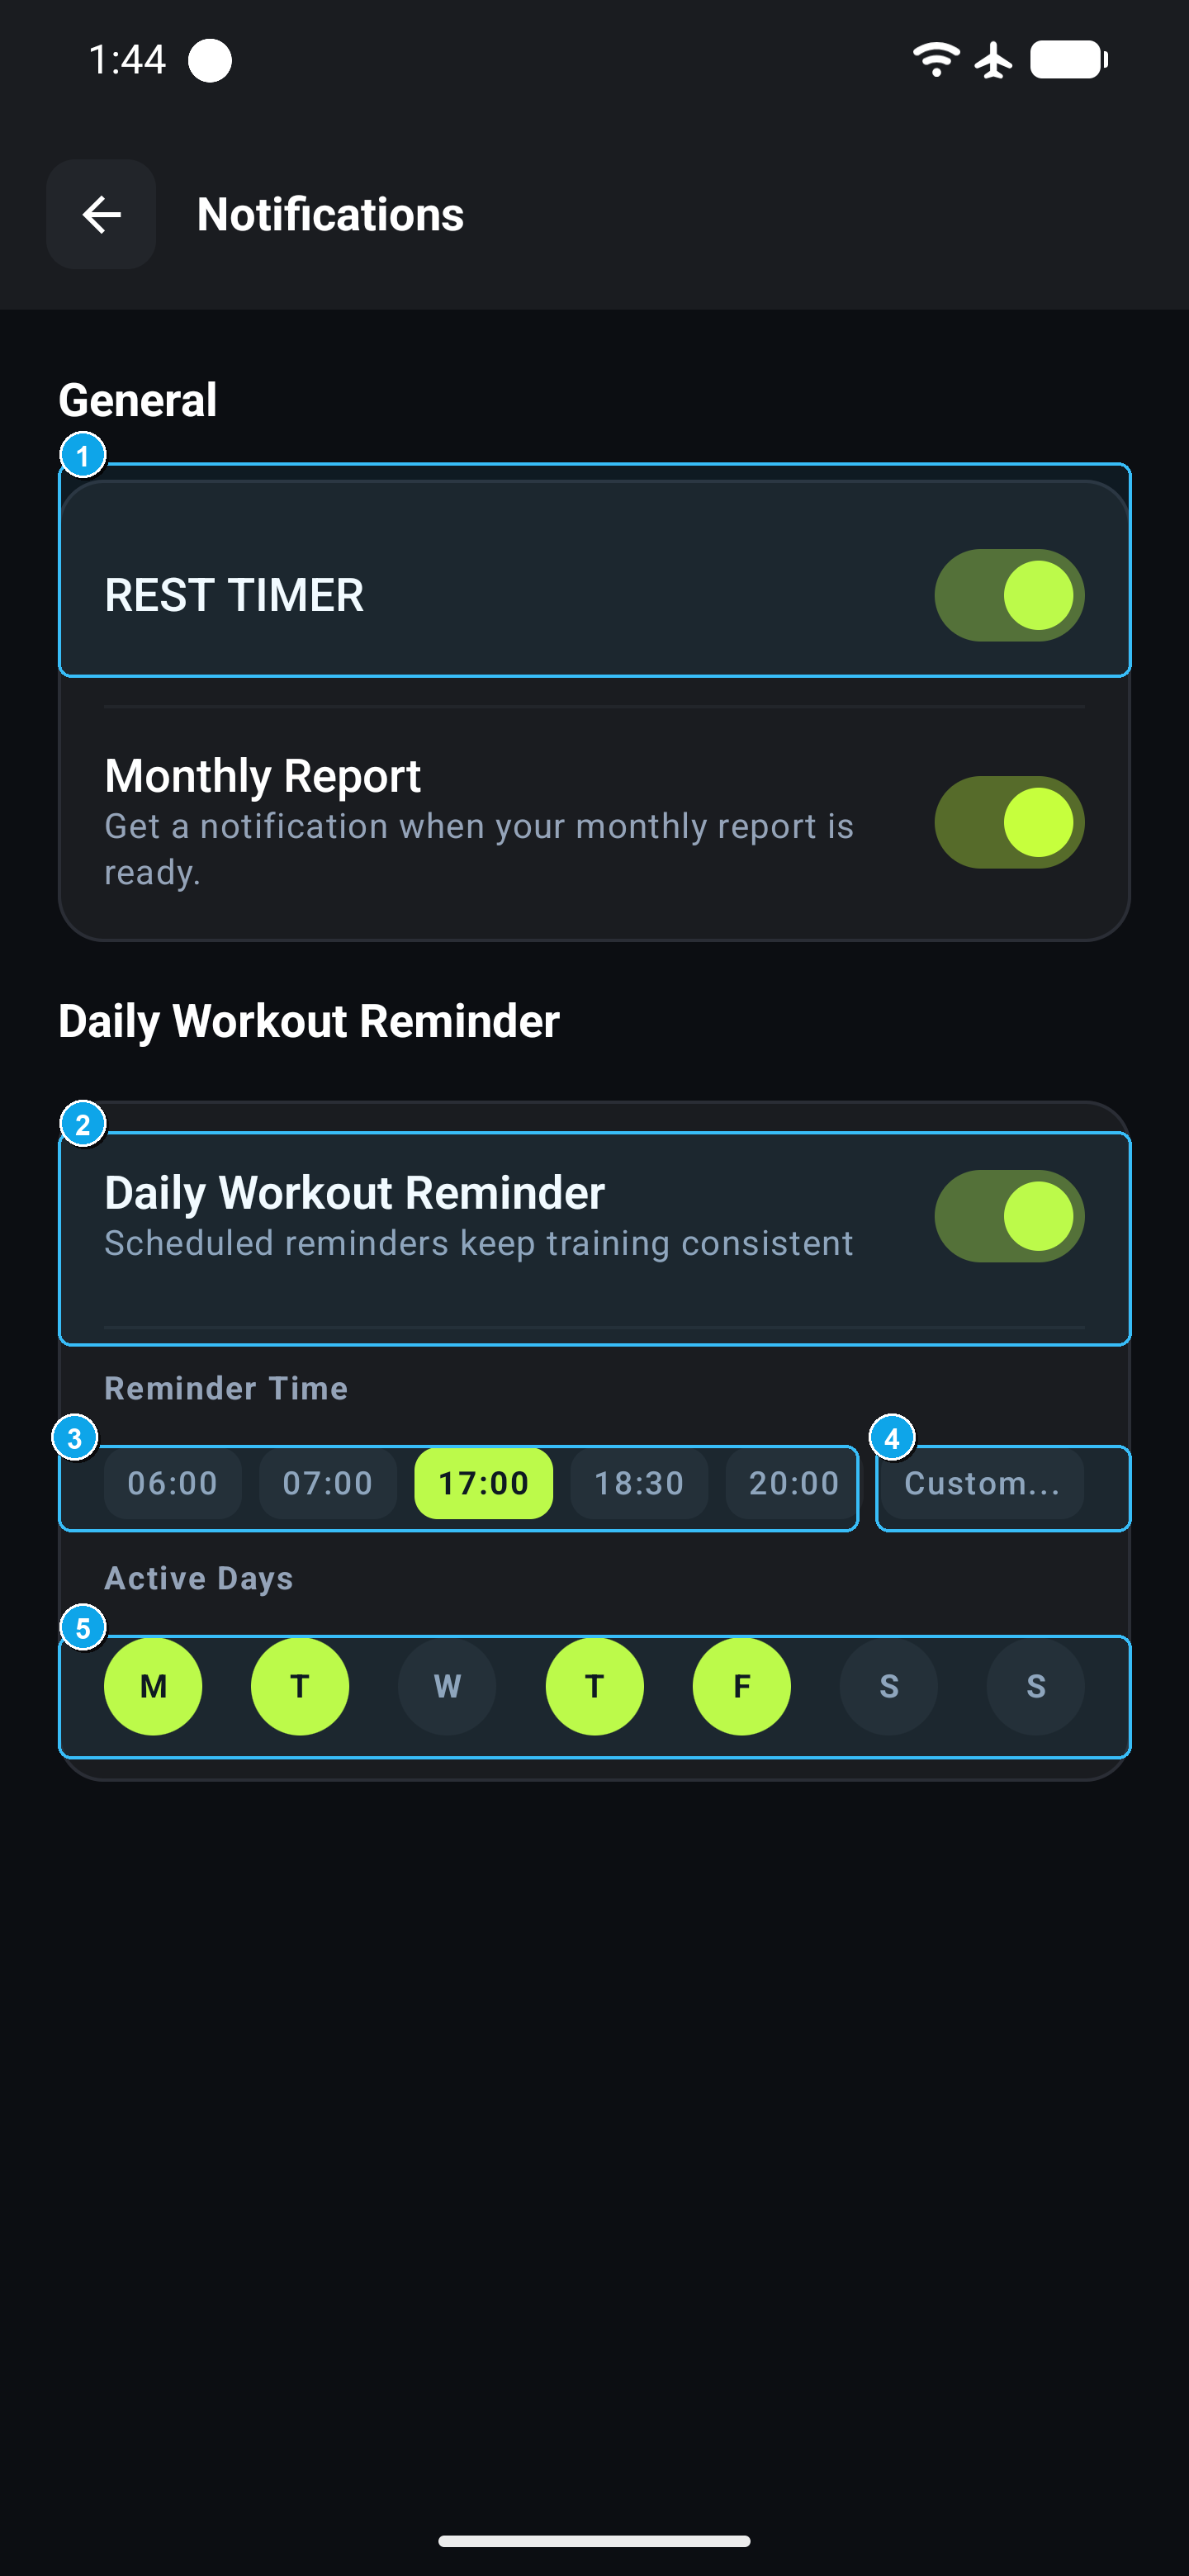 1:44
Notifications
General
1
REST TIMER
Monthly Report
Get a notification when your monthly report is
ready.
Daily Workout Reminder
2
Daily Workout Reminder
Scheduled reminders keep training consistent
Reminder Time
3 4
06:00 07:00 17:00 18:30 20:00 Custom...
Active Days
5
M T W T F S S